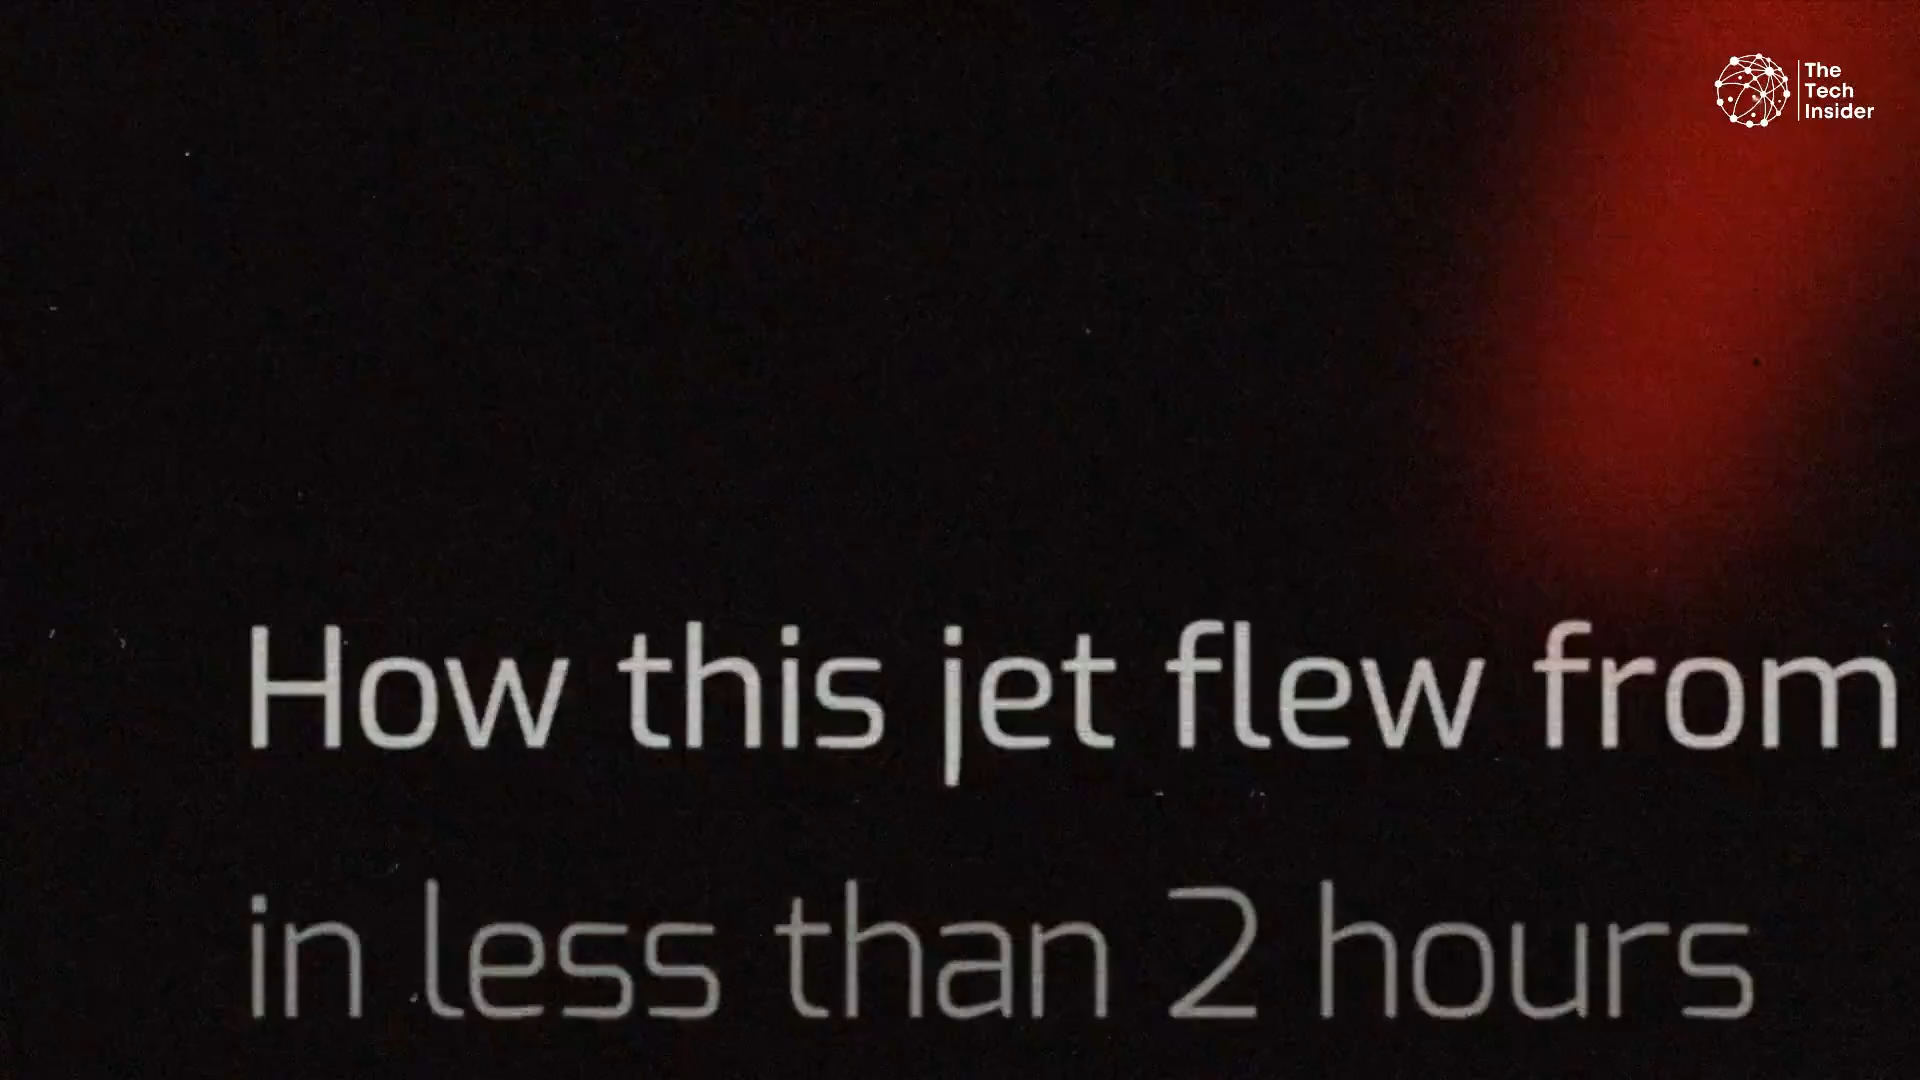 The
Tech
Insider
How this jet flew from
in less than 2 hours